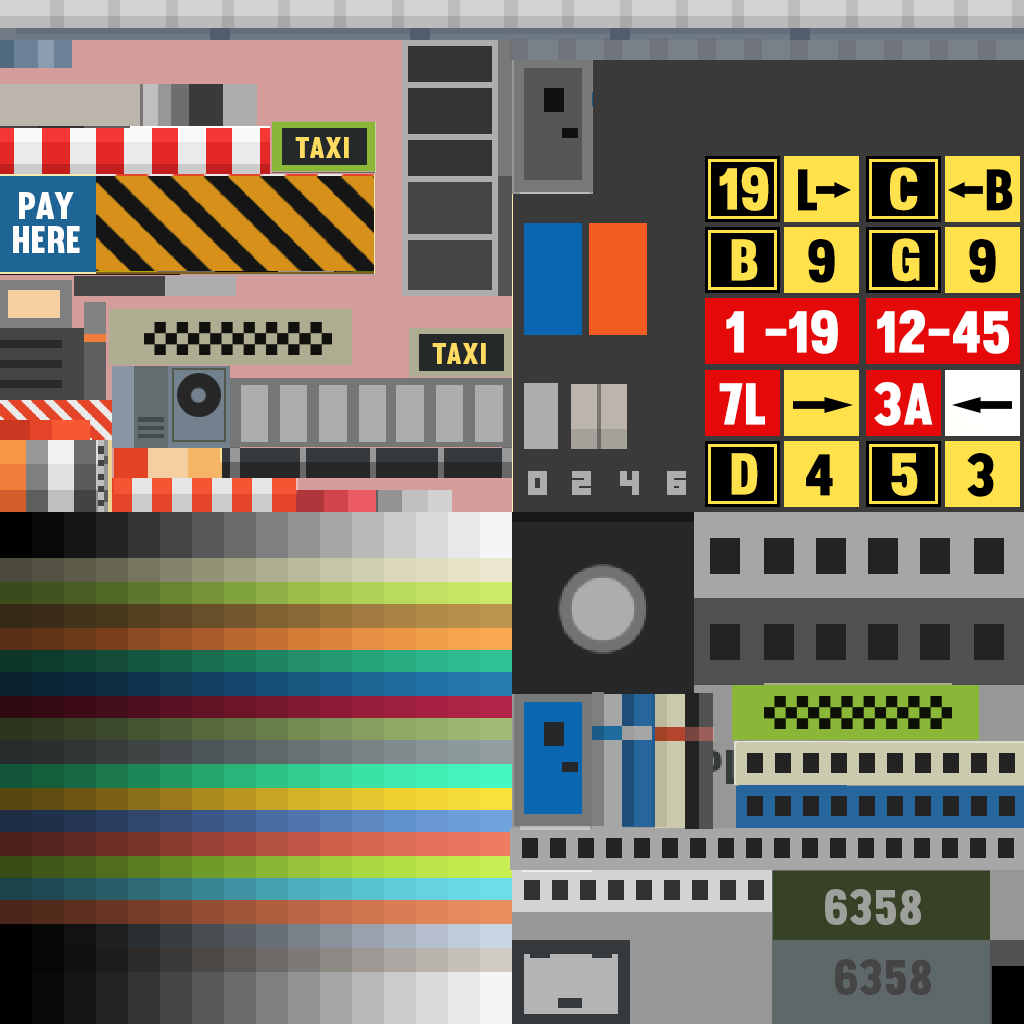 TAXI
PAY
HERE
TAXI
19 L→ C ←B
B 9 G 9
1 -19 12-45
7L → 3A ←
D 4 5 3
0 2 4 6
6358
6358